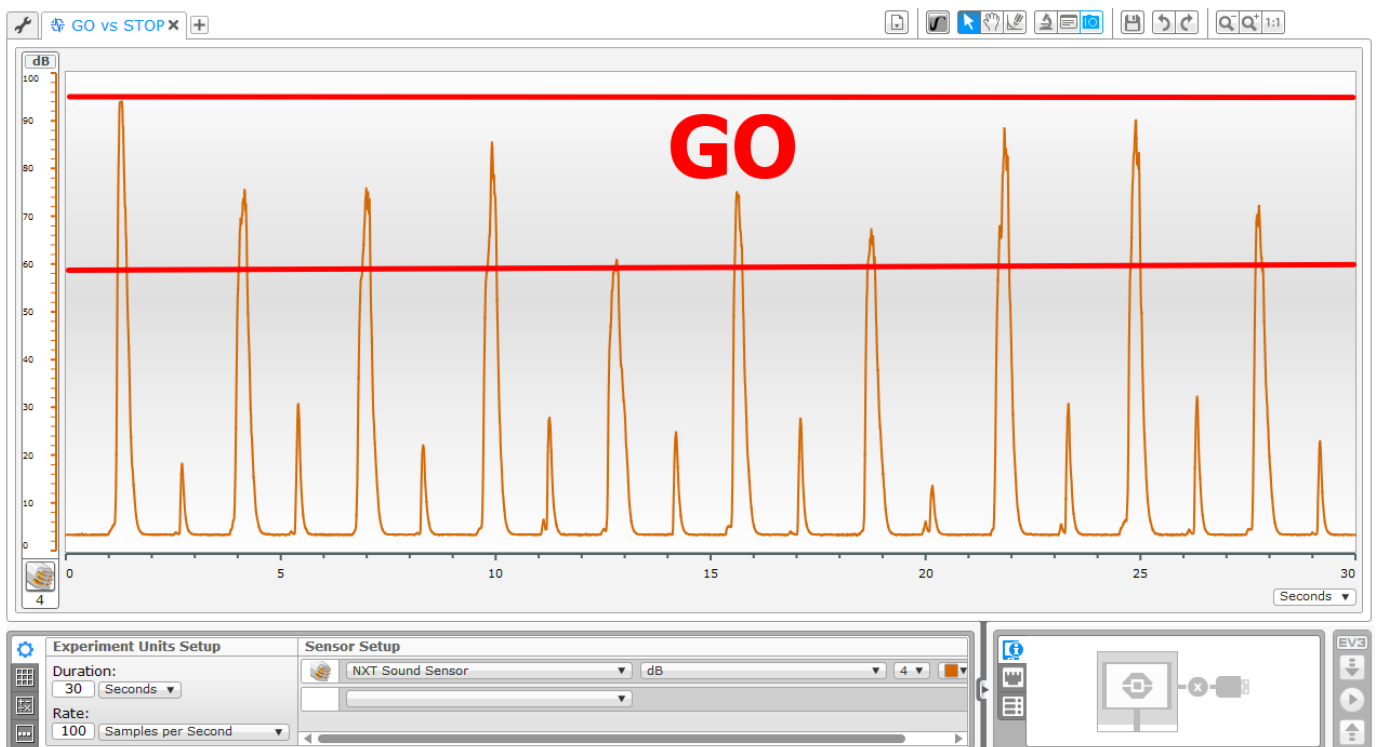 GO vs STOP
1:1
dB
100
90
80
70
60
50
40
30
20
10
0
GO
0 5 10 15 20 25 30
4
Seconds
Experiment Units Setup
Duration:
30 Seconds
Rate:
100 Samples per Second
Sensor Setup
NXT Sound Sensor dB 4
EV3